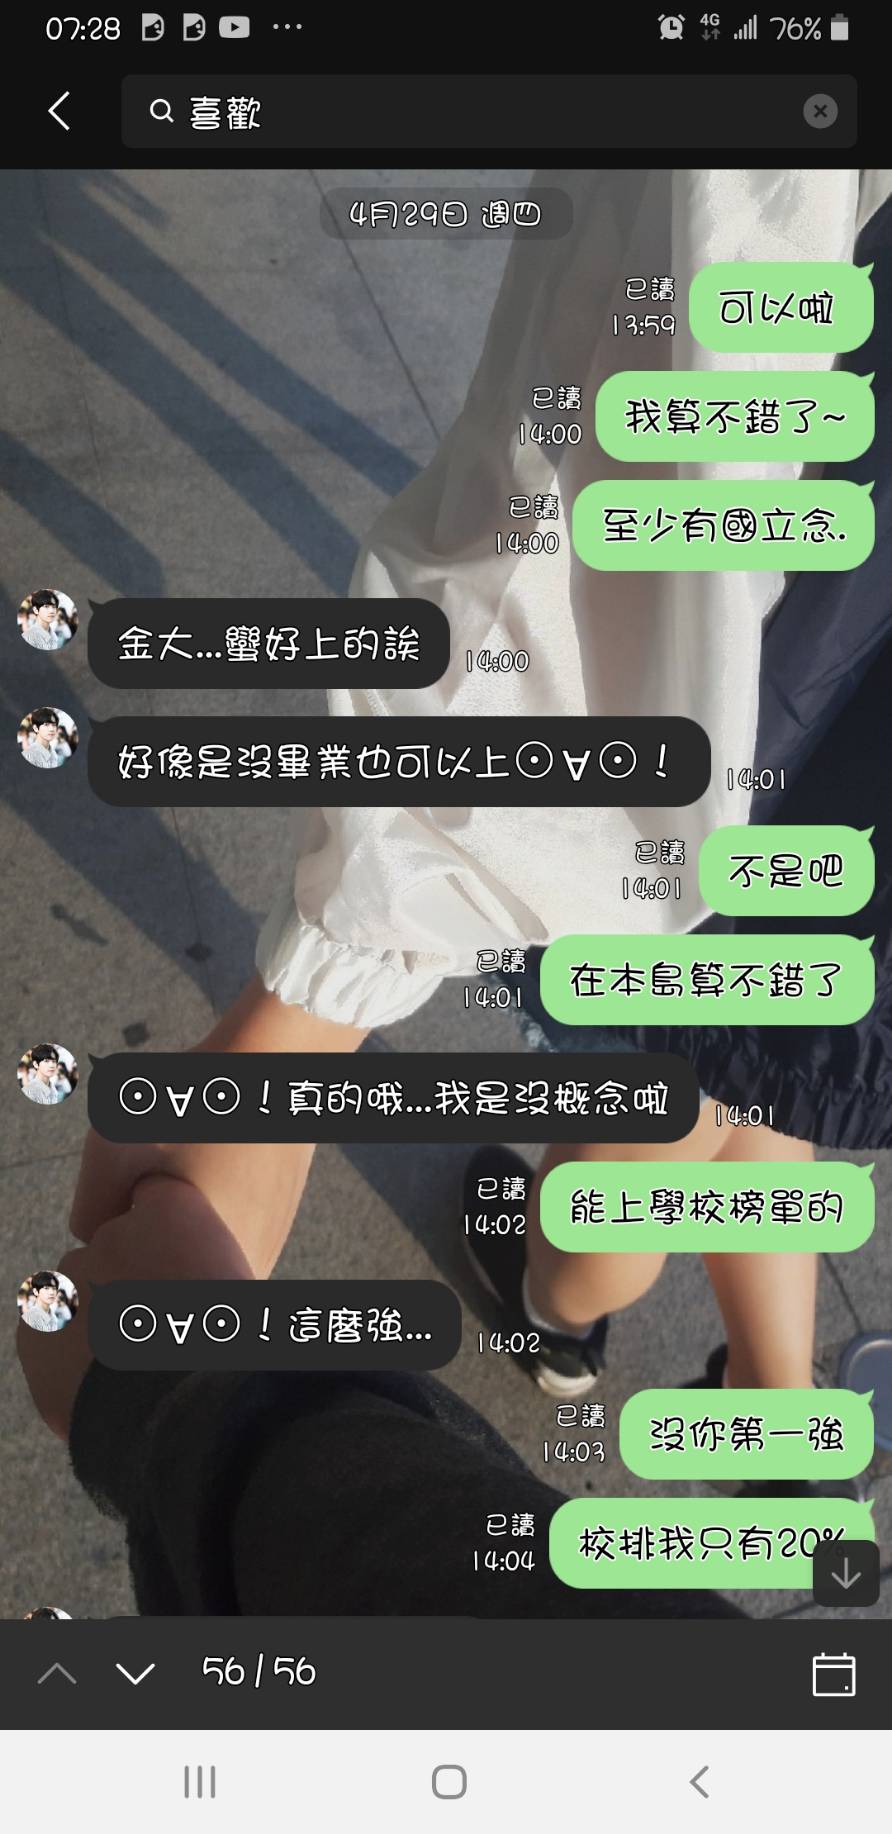 07:28
4G
76%
喜歡
4月29日 週四
已讀
13:59
可以啦
已讀
14:00
我算不錯了~
已讀
14:00
至少有國立念.
金大...蠻好上的誒
14:00
好像是沒畢業也可以上⊙∀⊙！
14:01
已讀
14:01
不是吧
已讀
14:01
在本島算不錯了
⊙∀⊙！真的哦...我是沒概念啦
14:01
已讀
14:02
能上學校榜單的
⊙∀⊙！這麼強...
14:02
已讀
14:03
沒你第一強
已讀
14:04
校排我只有20%
56/56